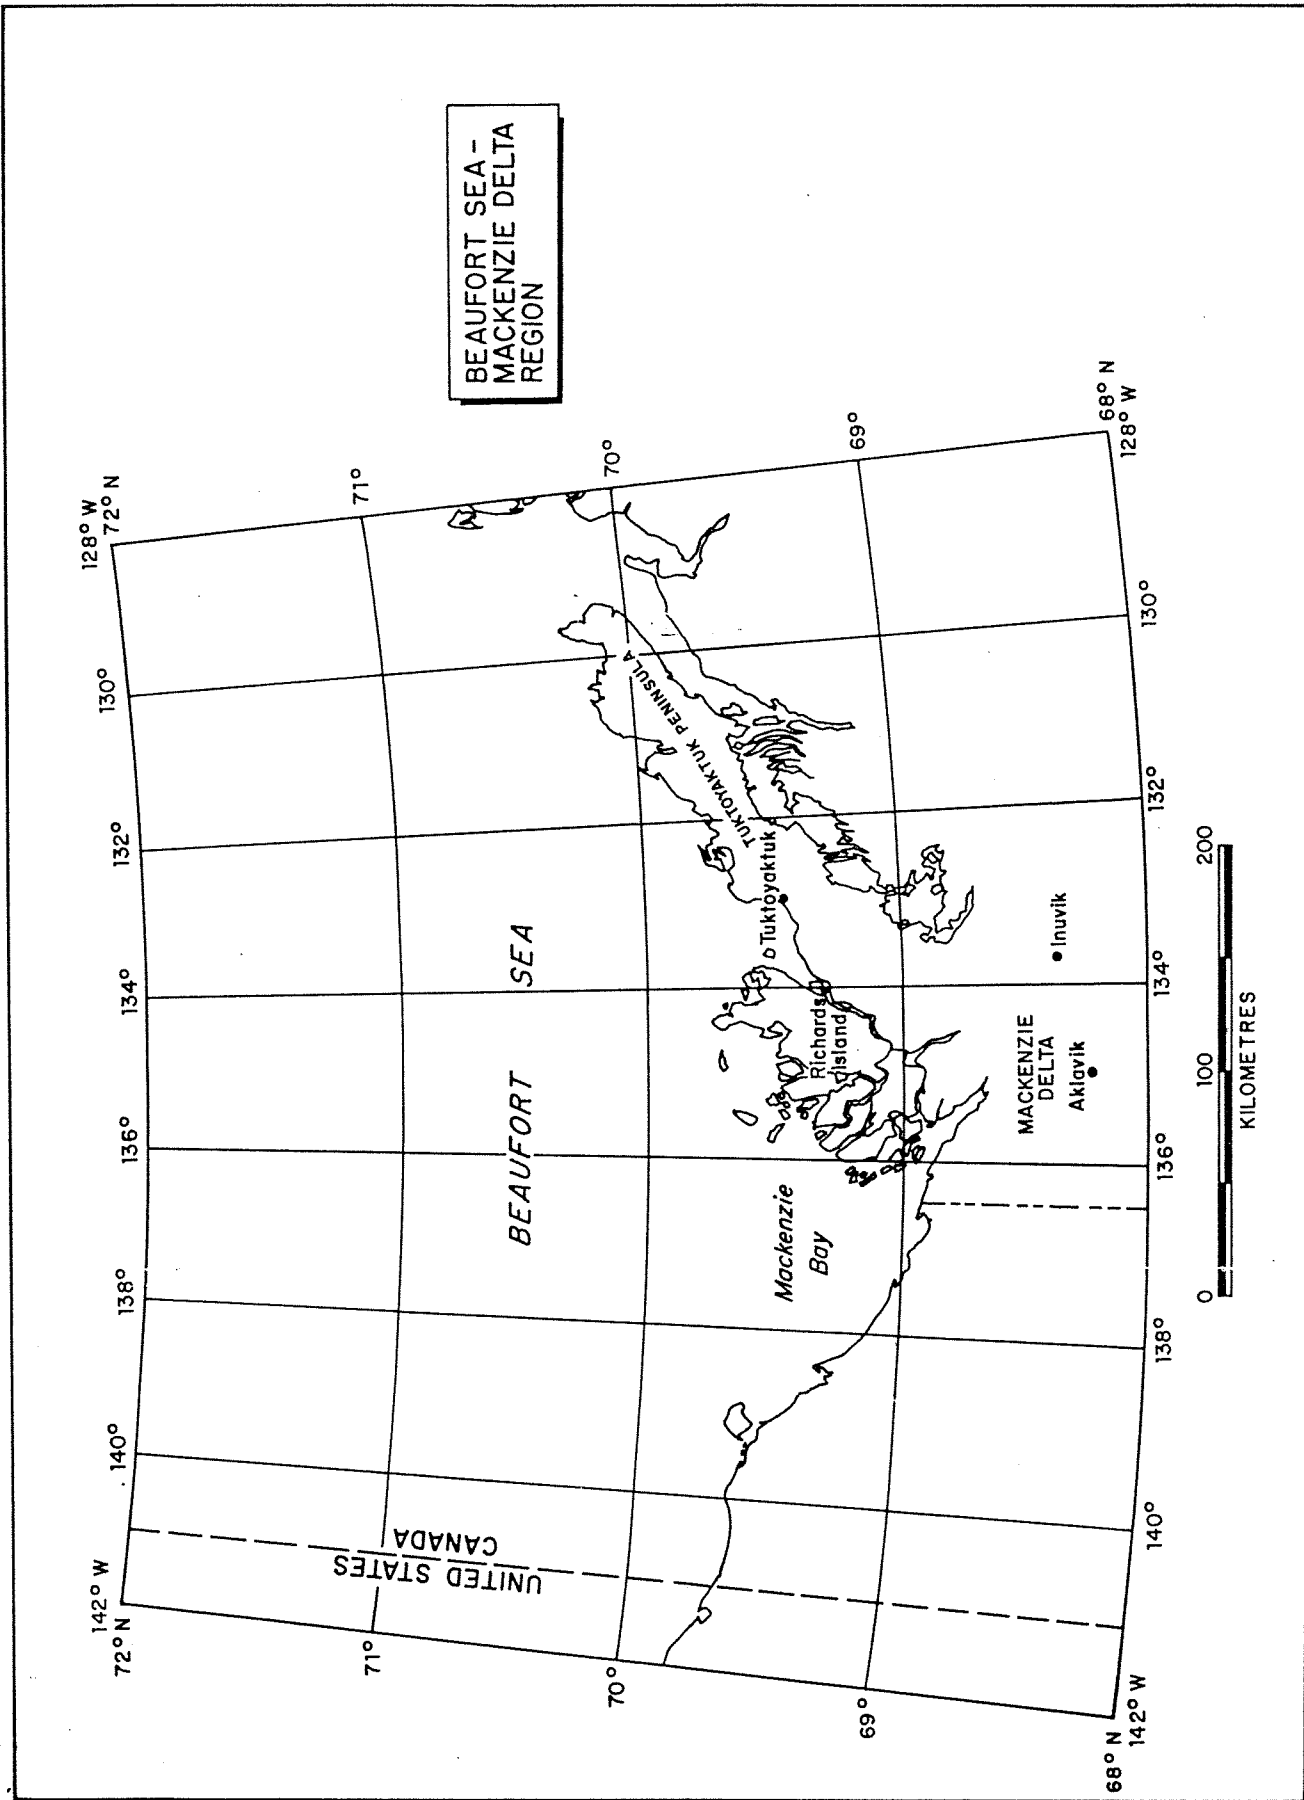 BEAUFORT SEA –
MACKENZIE DELTA
REGION
142° W
72° N
140°
138°
136°
134°
132°
130°
128° W
72° N
71°
71°
UNITED STATES
CANADA
BEAUFORT SEA
70°
70°
TUKTOYAKTUK PENINSULA
Tuktoyaktuk
Mackenzie
Bay
Richards
Island
69°
69°
MACKENZIE
DELTA
Aklavik
Inuvik
68° N
142° W
140°
138°
136°
134°
132°
130°
68° N
128° W
0 100 200
KILOMETRES